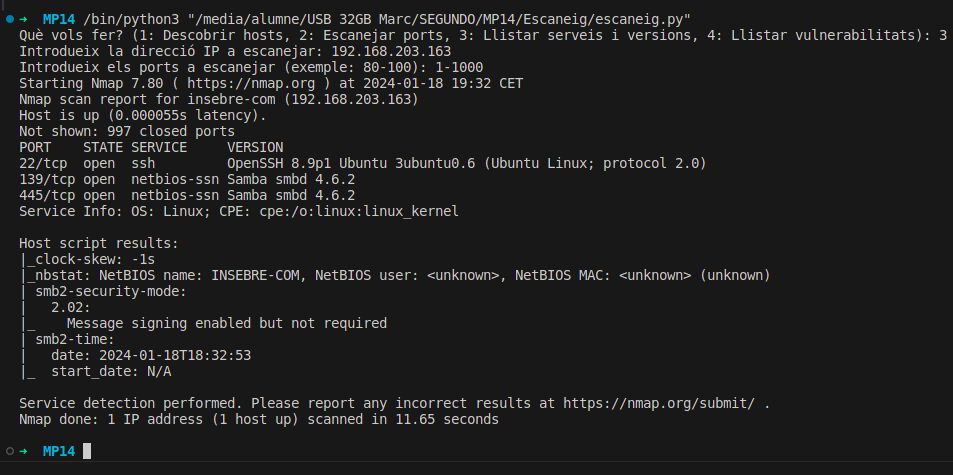 ➜  MP14 /bin/python3 "/media/alumne/USB 32GB Marc/SEGUNDO/MP14/Escaneig/escaneig.py"
Què vols fer? (1: Descobrir hosts, 2: Escanejar ports, 3: Llistar serveis i versions, 4: Llistar vulnerabilitats): 3
Introdueix la direcció IP a escanejar: 192.168.203.163
Introdueix els ports a escanejar (exemple: 80-100): 1-1000
Starting Nmap 7.80 ( https://nmap.org ) at 2024-01-18 19:32 CET
Nmap scan report for insebre-com (192.168.203.163)
Host is up (0.000055s latency).
Not shown: 997 closed ports
PORT    STATE SERVICE     VERSION
22/tcp  open  ssh         OpenSSH 8.9p1 Ubuntu 3ubuntu0.6 (Ubuntu Linux; protocol 2.0)
139/tcp open  netbios-ssn Samba smbd 4.6.2
445/tcp open  netbios-ssn Samba smbd 4.6.2
Service Info: OS: Linux; CPE: cpe:/o:linux:linux_kernel

Host script results:
|_clock-skew: -1s
|_nbstat: NetBIOS name: INSEBRE-COM, NetBIOS user: <unknown>, NetBIOS MAC: <unknown> (unknown)
| smb2-security-mode:
|   2.02:
|_    Message signing enabled but not required
| smb2-time:
|   date: 2024-01-18T18:32:53
|_  start_date: N/A

Service detection performed. Please report any incorrect results at https://nmap.org/submit/ .
Nmap done: 1 IP address (1 host up) scanned in 11.65 seconds

➜  MP14